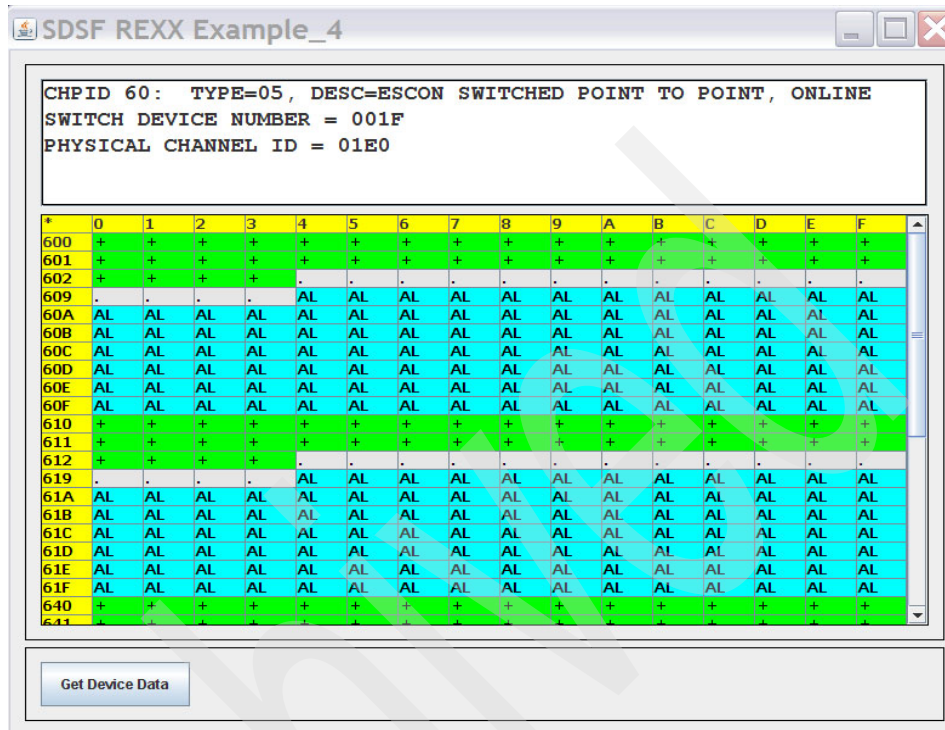 SDSF REXX Example_4
CHPID 60:  TYPE=05, DESC=ESCON SWITCHED POINT TO POINT, ONLINE
SWITCH DEVICE NUMBER = 001F
PHYSICAL CHANNEL ID = 01E0
* 0 1 2 3 4 5 6 7 8 9 A B C D E F
600 + + + + + + + + + + + + + + + +
601 + + + + + + + + + + + + + + + +
602 + + + + . . . . . . . . . . . .
609 . . . . AL AL AL AL AL AL AL AL AL AL AL AL
60A AL AL AL AL AL AL AL AL AL AL AL AL AL AL AL AL
60B AL AL AL AL AL AL AL AL AL AL AL AL AL AL AL AL
60C AL AL AL AL AL AL AL AL AL AL AL AL AL AL AL AL
60D AL AL AL AL AL AL AL AL AL AL AL AL AL AL AL AL
60E AL AL AL AL AL AL AL AL AL AL AL AL AL AL AL AL
60F AL AL AL AL AL AL AL AL AL AL AL AL AL AL AL AL
610 + + + + + + + + + + + + + + + +
611 + + + + + + + + + + + + + + + +
612 + + + + . . . . . . . . . . . .
619 . . . . AL AL AL AL AL AL AL AL AL AL AL AL
61A AL AL AL AL AL AL AL AL AL AL AL AL AL AL AL AL
61B AL AL AL AL AL AL AL AL AL AL AL AL AL AL AL AL
61C AL AL AL AL AL AL AL AL AL AL AL AL AL AL AL AL
61D AL AL AL AL AL AL AL AL AL AL AL AL AL AL AL AL
61E AL AL AL AL AL AL AL AL AL AL AL AL AL AL AL AL
61F AL AL AL AL AL AL AL AL AL AL AL AL AL AL AL AL
640 + + + + + + + + + + + + + + + +
641 + + + + + + + + + + + + + + + +
Get Device Data